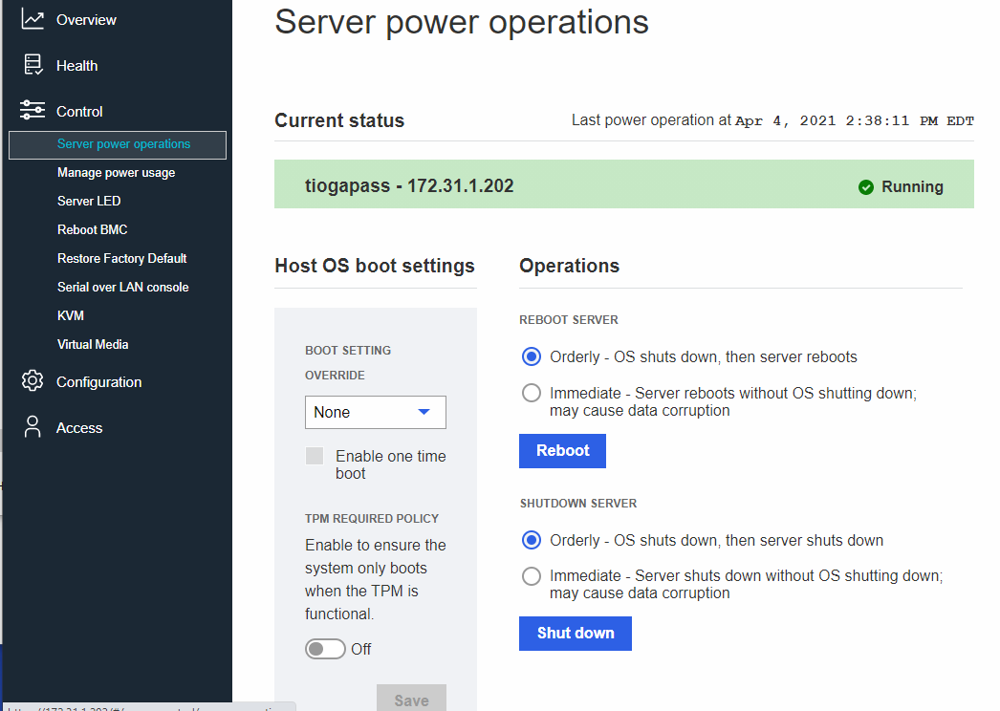 Overview
Health
Control
Server power operations
Manage power usage
Server LED
Reboot BMC
Restore Factory Default
Serial over LAN console
KVM
Virtual Media
Configuration
Access
Server power operations
Current status
Last power operation at Apr 4, 2021 2:38:11 PM EDT
tiogapass - 172.31.1.202
Running
Host OS boot settings
BOOT SETTING
OVERRIDE
None
Enable one time
boot
TPM REQUIRED POLICY
Enable to ensure the
system only boots
when the TPM is
functional.
Off
Save
Operations
REBOOT SERVER
Orderly - OS shuts down, then server reboots
Immediate - Server reboots without OS shutting down;
may cause data corruption
Reboot
SHUTDOWN SERVER
Orderly - OS shuts down, then server shuts down
Immediate - Server shuts down without OS shutting down;
may cause data corruption
Shut down